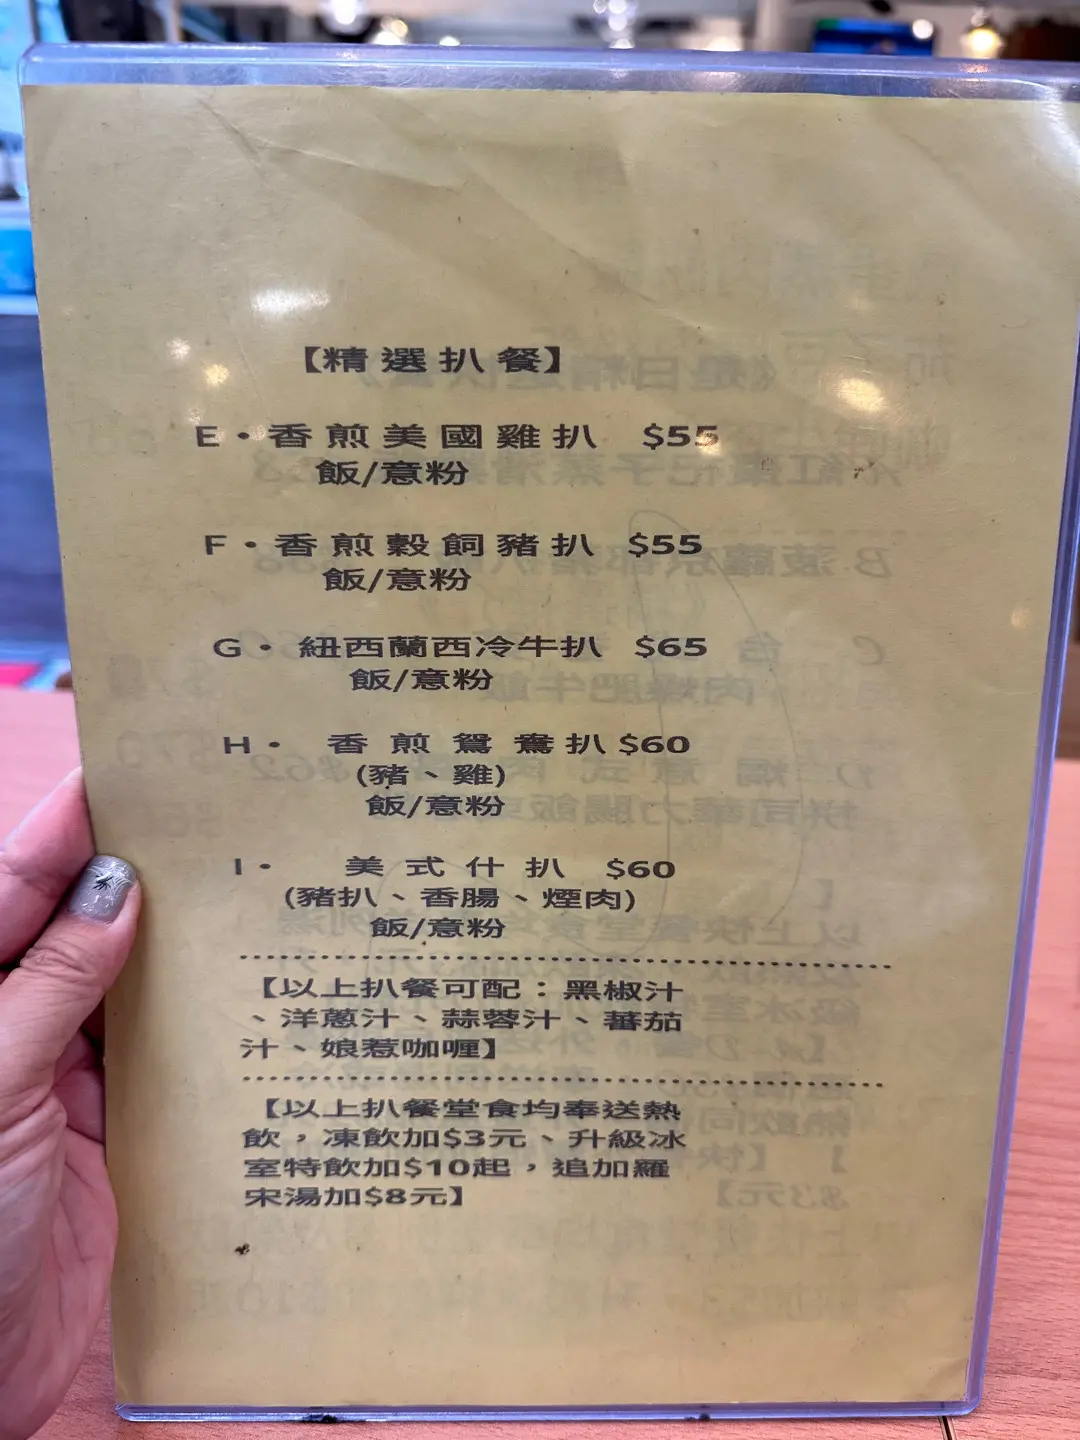 【精選扒餐】
E・香煎美國雞扒 $55
飯/意粉
F・香煎穀飼豬扒 $55
飯/意粉
G・紐西蘭西冷牛扒 $65
飯/意粉
H・香煎鴛鴦扒 $60
(豬、雞)
飯/意粉
I・美式什扒 $60
(豬扒、香腸、煙肉)
飯/意粉
【以上扒餐可配：黑椒汁
、洋蔥汁、蒜蓉汁、蕃茄
汁、娘惹咖喱】
【以上扒餐堂食均奉送熱
飲，凍飲加$3元、升級冰
室特飲加$10起，追加羅
宋湯加$8元】